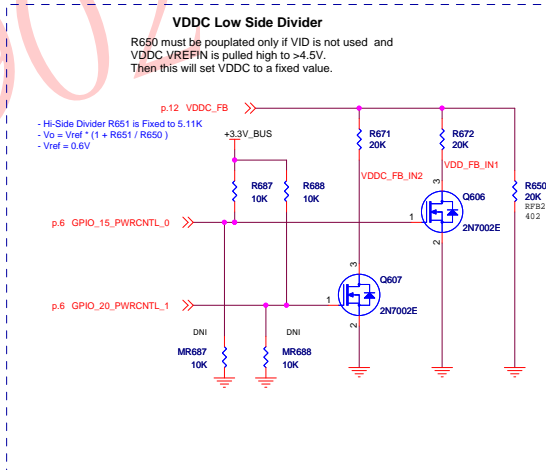 VDDC Low Side Divider
R650 must be pouplated only if VID is not used and
VDDC VREFIN is pulled high to >4.5V.
Then this will set VDDC to a fixed value.
p.12 VDDC_FB
- Hi-Side Divider R651 is Fixed to 5.11K
- Vo = Vref * (1 + R651 / R650 )
- Vref = 0.6V
+3.3V_BUS
R671
20K
R672
20K
VDDC_FB_IN2
VDD_FB_IN1
R687
10K
R688
10K
3
Q606
R650
20K
RFB2
402
p.6 GPIO_15_PWRCNTL_0
1
2N7002E
2
3
Q607
p.6 GPIO_20_PWRCNTL_1
1
2N7002E
2
DNI
DNI
MR687
10K
MR688
10K